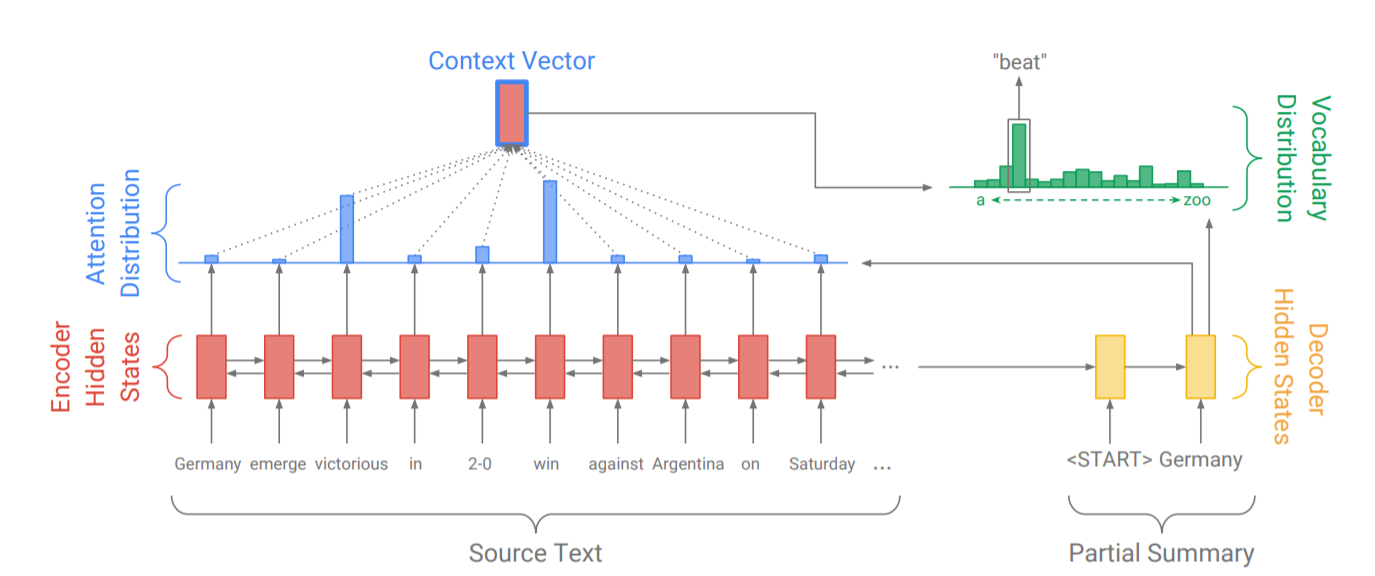 Context Vector
"beat"
Vocabulary
Distribution
a
zoo
Attention
Distribution
Encoder
Hidden
States
...
Decoder
Hidden States
Germany emerge victorious in 2-0 win against Argentina on Saturday ...
<START> Germany
Source Text
Partial Summary